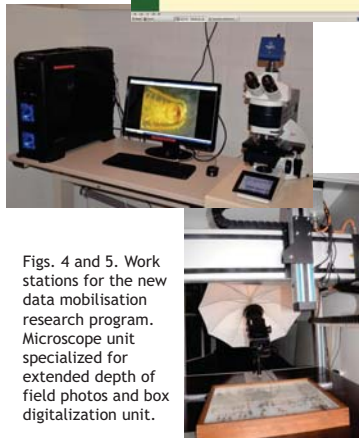 Figs. 4 and 5. Work
stations for the new
data mobilisation
research program.
Microscope unit
specialized for
extended depth of
field photos and box
digitalization unit.